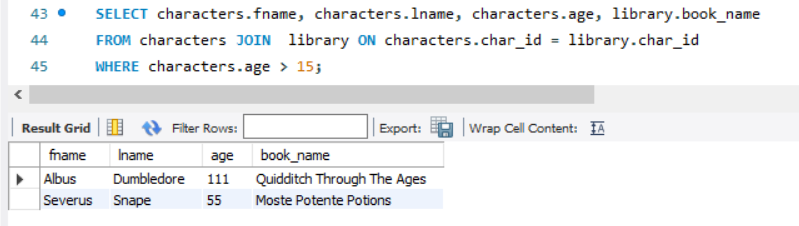 43 SELECT characters.fname, characters.lname, characters.age, library.book_name
44 FROM characters JOIN  library ON characters.char_id = library.char_id
45 WHERE characters.age > 15;
Result Grid Filter Rows: Export: Wrap Cell Content: IA
fname lname age book_name
Albus Dumbledore 111 Quidditch Through The Ages
Severus Snape 55 Moste Potente Potions